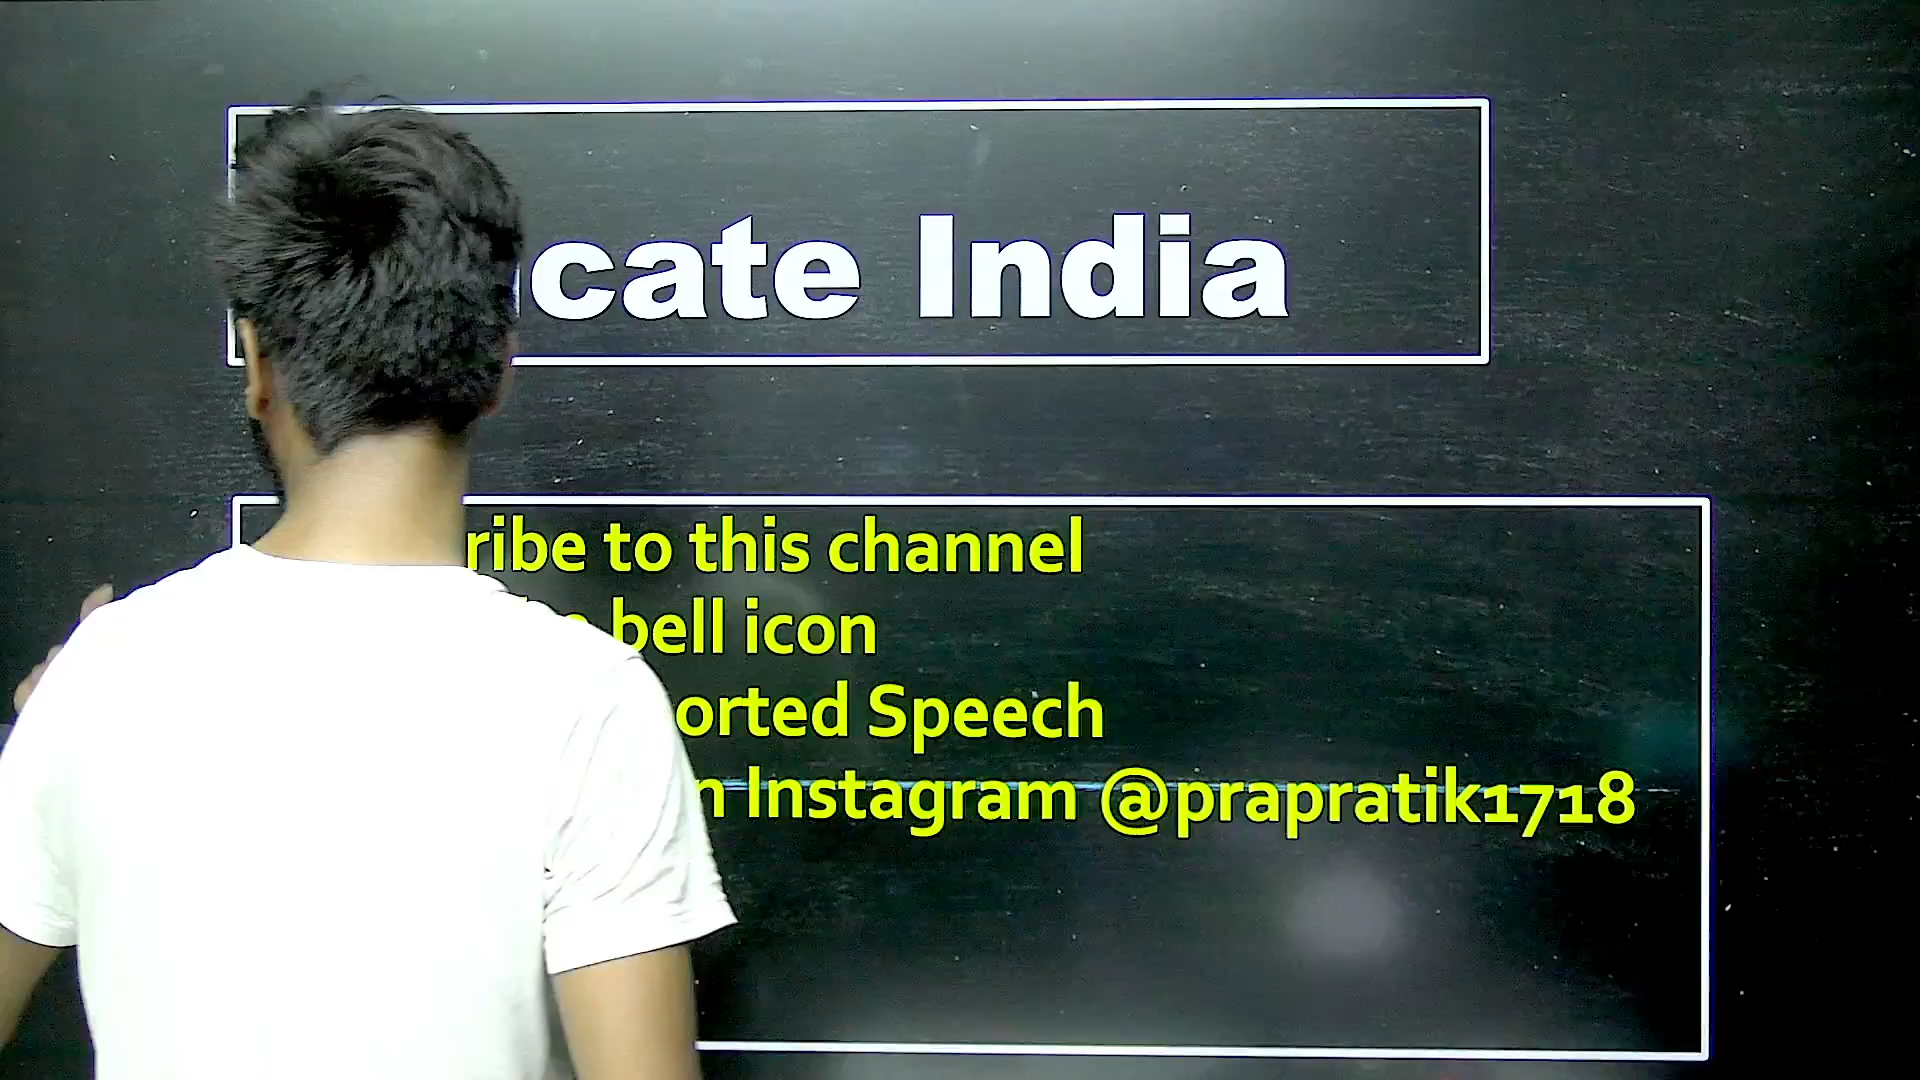 cate India
ribe to this channel
bell icon
orted Speech
n Instagram @prapratik1718